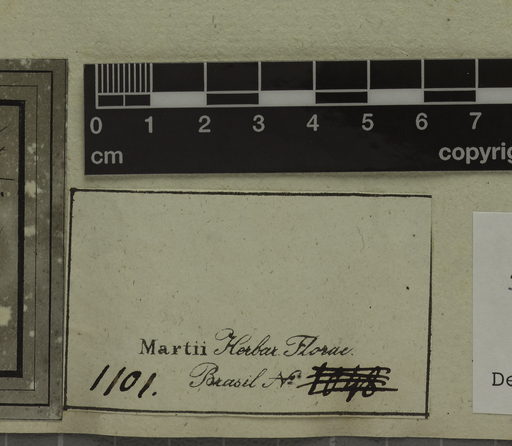 0 1 2 3 4 5 6 7
cm
copyrig
Martii Herbar. Florae.
Brasil No
1101.
De